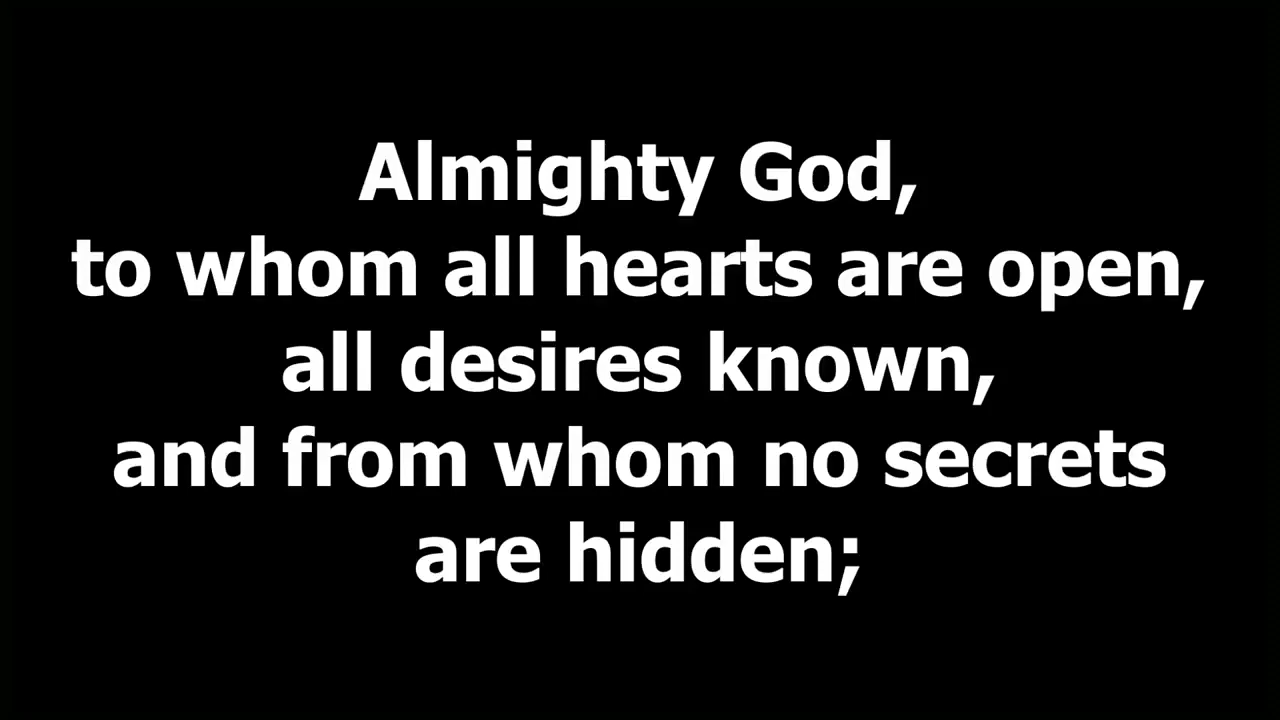 Almighty God,
to whom all hearts are open,
all desires known,
and from whom no secrets
are hidden;